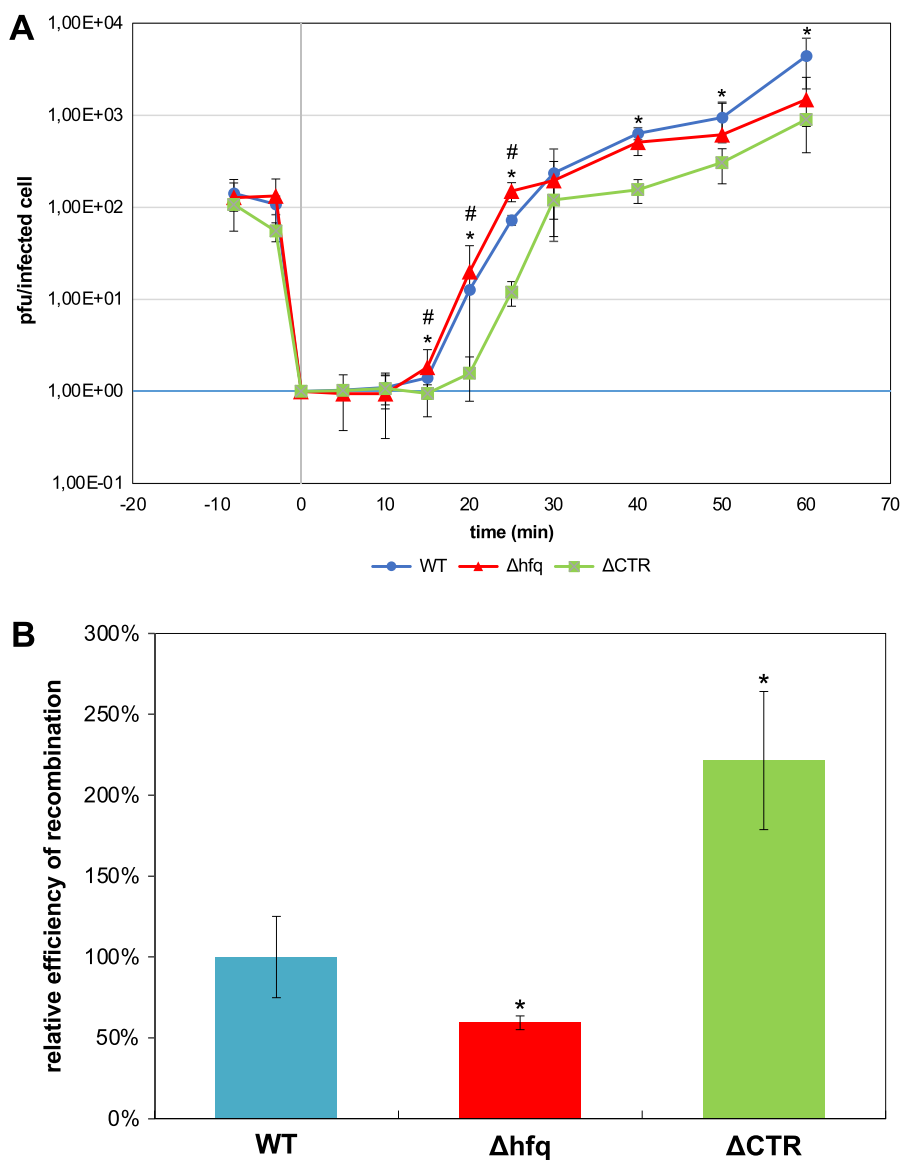 A
1,00E+04
1,00E+03
1,00E+02
1,00E+01
1,00E+00
1,00E-01
pfu/infected cell
# # #
* * * * * *
-20 -10 0 10 20 30 40 50 60 70
time (min)
WT Δhfq ΔCTR
B
300%
250%
200%
150%
100%
50%
0%
relative efficiency of recombination
* *
WT Δhfq ΔCTR